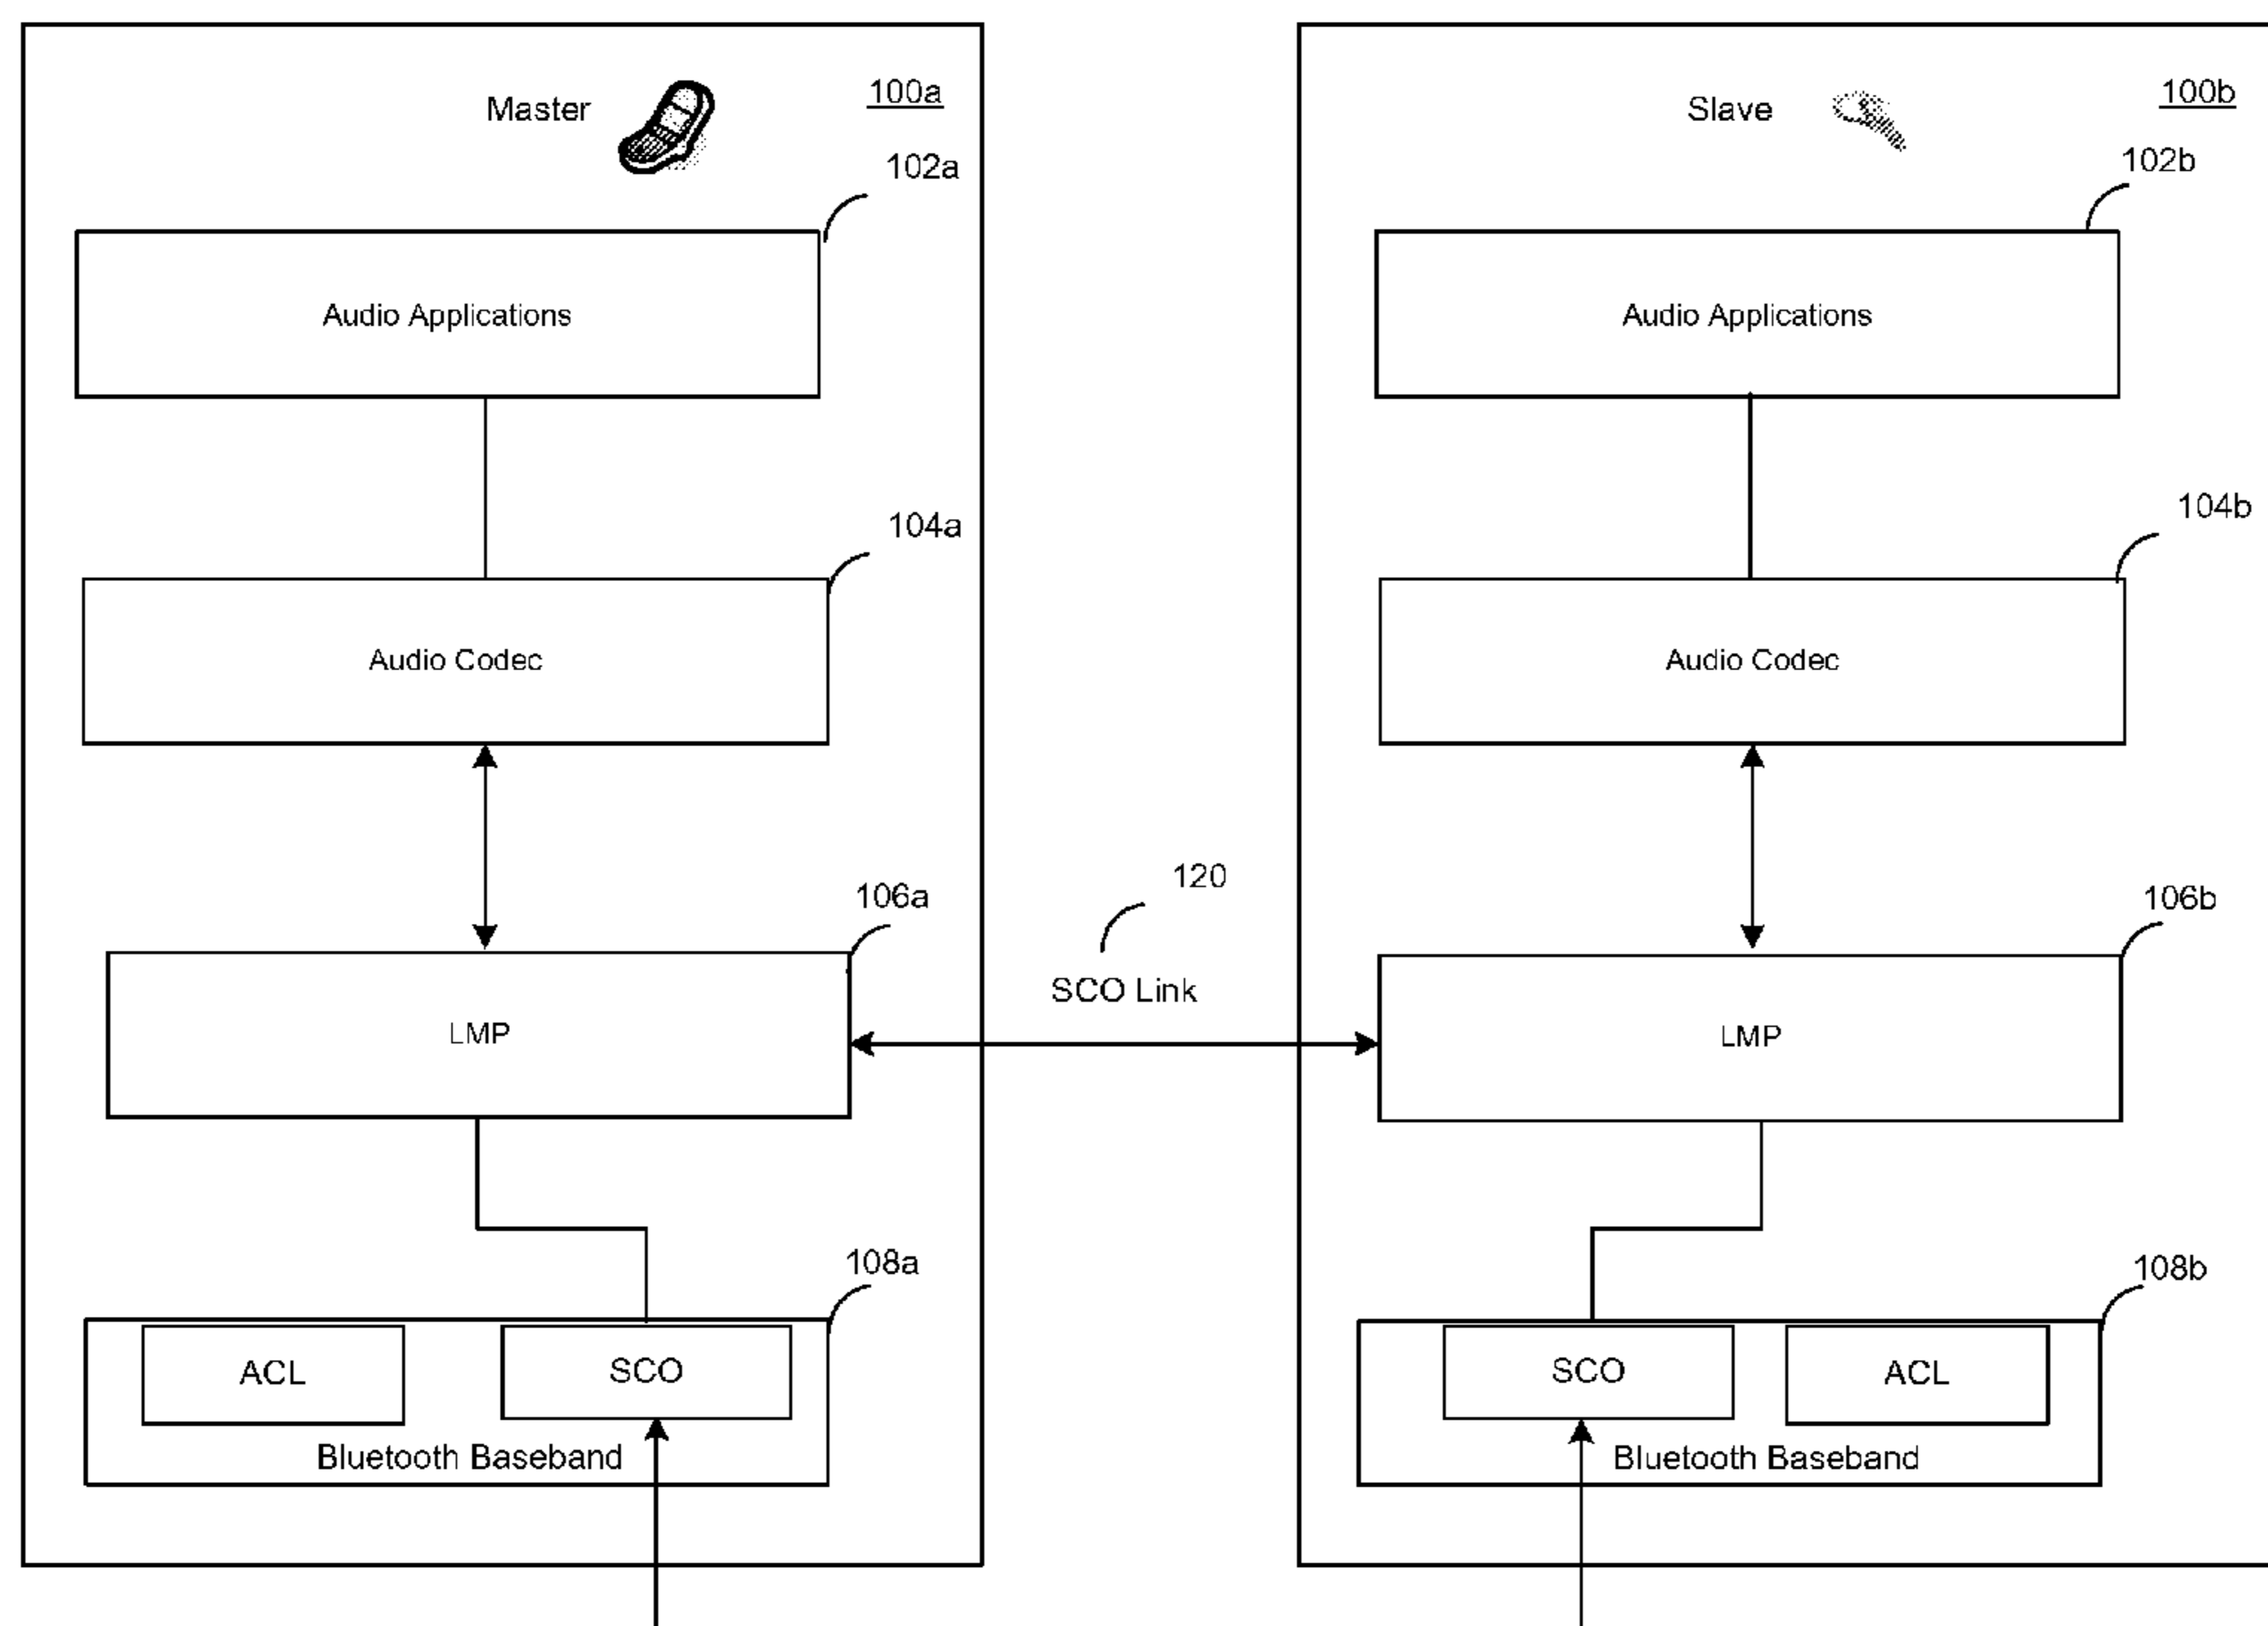 Master
100a
102a
Audio Applications
104a
Audio Codec
106a
LMP
108a
ACL
SCO
Bluetooth Baseband
120
SCO Link
Slave
100b
102b
Audio Applications
104b
Audio Codec
106b
LMP
108b
SCO
ACL
Bluetooth Baseband